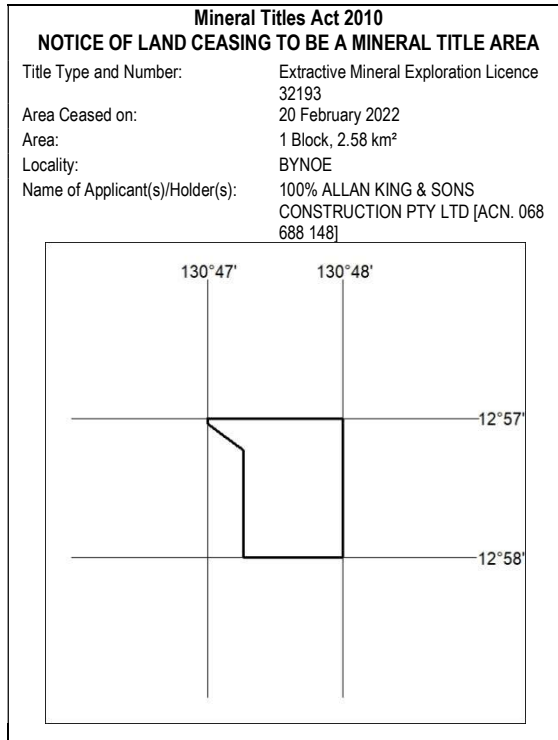 Mineral Titles Act 2010
NOTICE OF LAND CEASING TO BE A MINERAL TITLE AREA
Title Type and Number: Extractive Mineral Exploration Licence
32193
Area Ceased on: 20 February 2022
Area: 1 Block, 2.58 km²
Locality: BYNOE
Name of Applicant(s)/Holder(s): 100% ALLAN KING & SONS
CONSTRUCTION PTY LTD [ACN. 068
688 148]
130°47' 130°48'
12°57'
12°58'